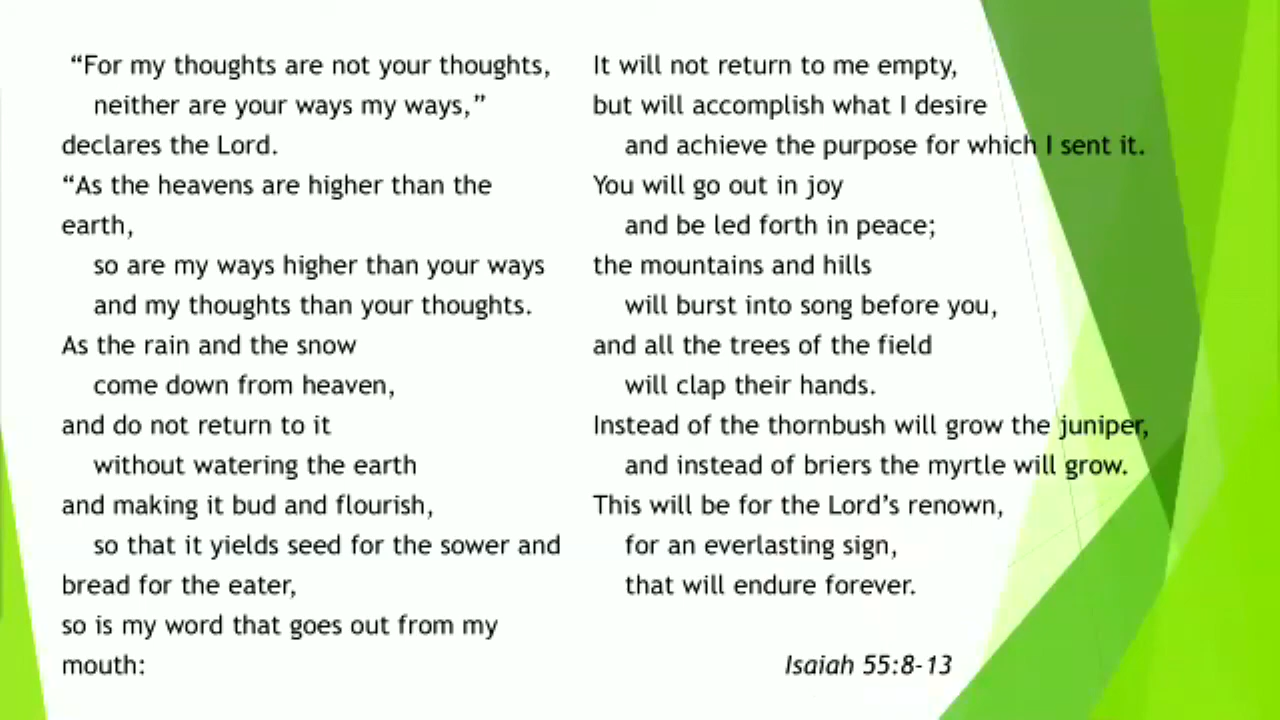 “For my thoughts are not your thoughts,
neither are your ways my ways,”
declares the Lord.
“As the heavens are higher than the
earth,
so are my ways higher than your ways
and my thoughts than your thoughts.
As the rain and the snow
come down from heaven,
and do not return to it
without watering the earth
and making it bud and flourish,
so that it yields seed for the sower and
bread for the eater,
so is my word that goes out from my
mouth:
It will not return to me empty,
but will accomplish what I desire
and achieve the purpose for which I sent it.
You will go out in joy
and be led forth in peace;
the mountains and hills
will burst into song before you,
and all the trees of the field
will clap their hands.
Instead of the thornbush will grow the juniper,
and instead of briers the myrtle will grow.
This will be for the Lord’s renown,
for an everlasting sign,
that will endure forever.
Isaiah 55:8-13